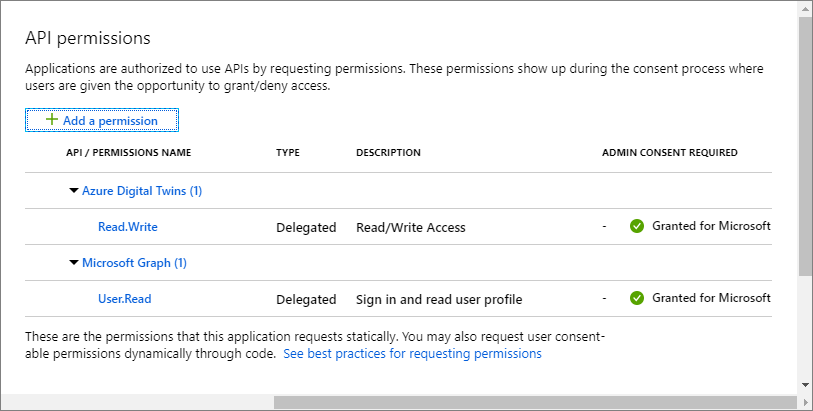 API permissions
Applications are authorized to use APIs by requesting permissions. These permissions show up during the consent process where
users are given the opportunity to grant/deny access.
+ Add a permission
API / PERMISSIONS NAME TYPE DESCRIPTION ADMIN CONSENT REQUIRED
Azure Digital Twins (1)
Read.Write Delegated Read/Write Access - Granted for Microsoft
Microsoft Graph (1)
User.Read Delegated Sign in and read user profile - Granted for Microsoft
These are the permissions that this application requests statically. You may also request user consent-
able permissions dynamically through code. See best practices for requesting permissions